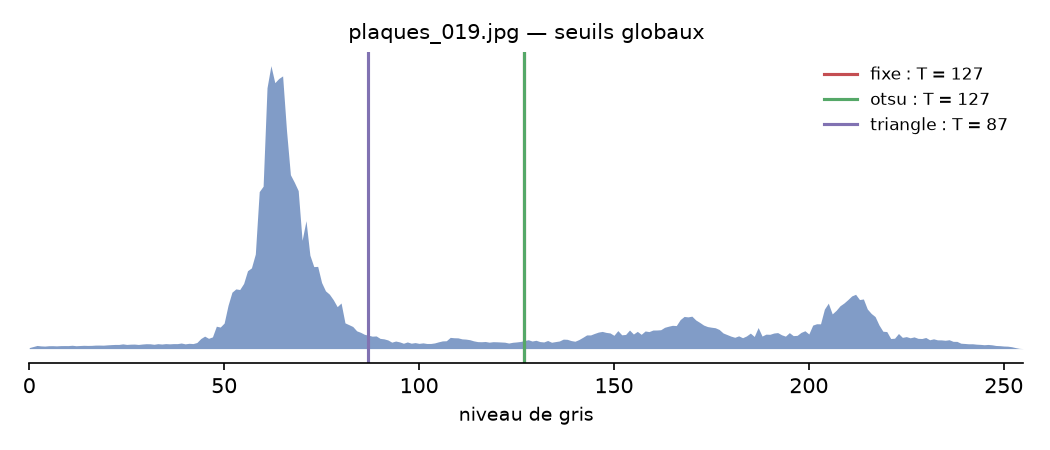 plaques_019.jpg — seuils globaux
fixe : T = 127
otsu : T = 127
triangle : T = 87
0 50 100 150 200 250
niveau de gris